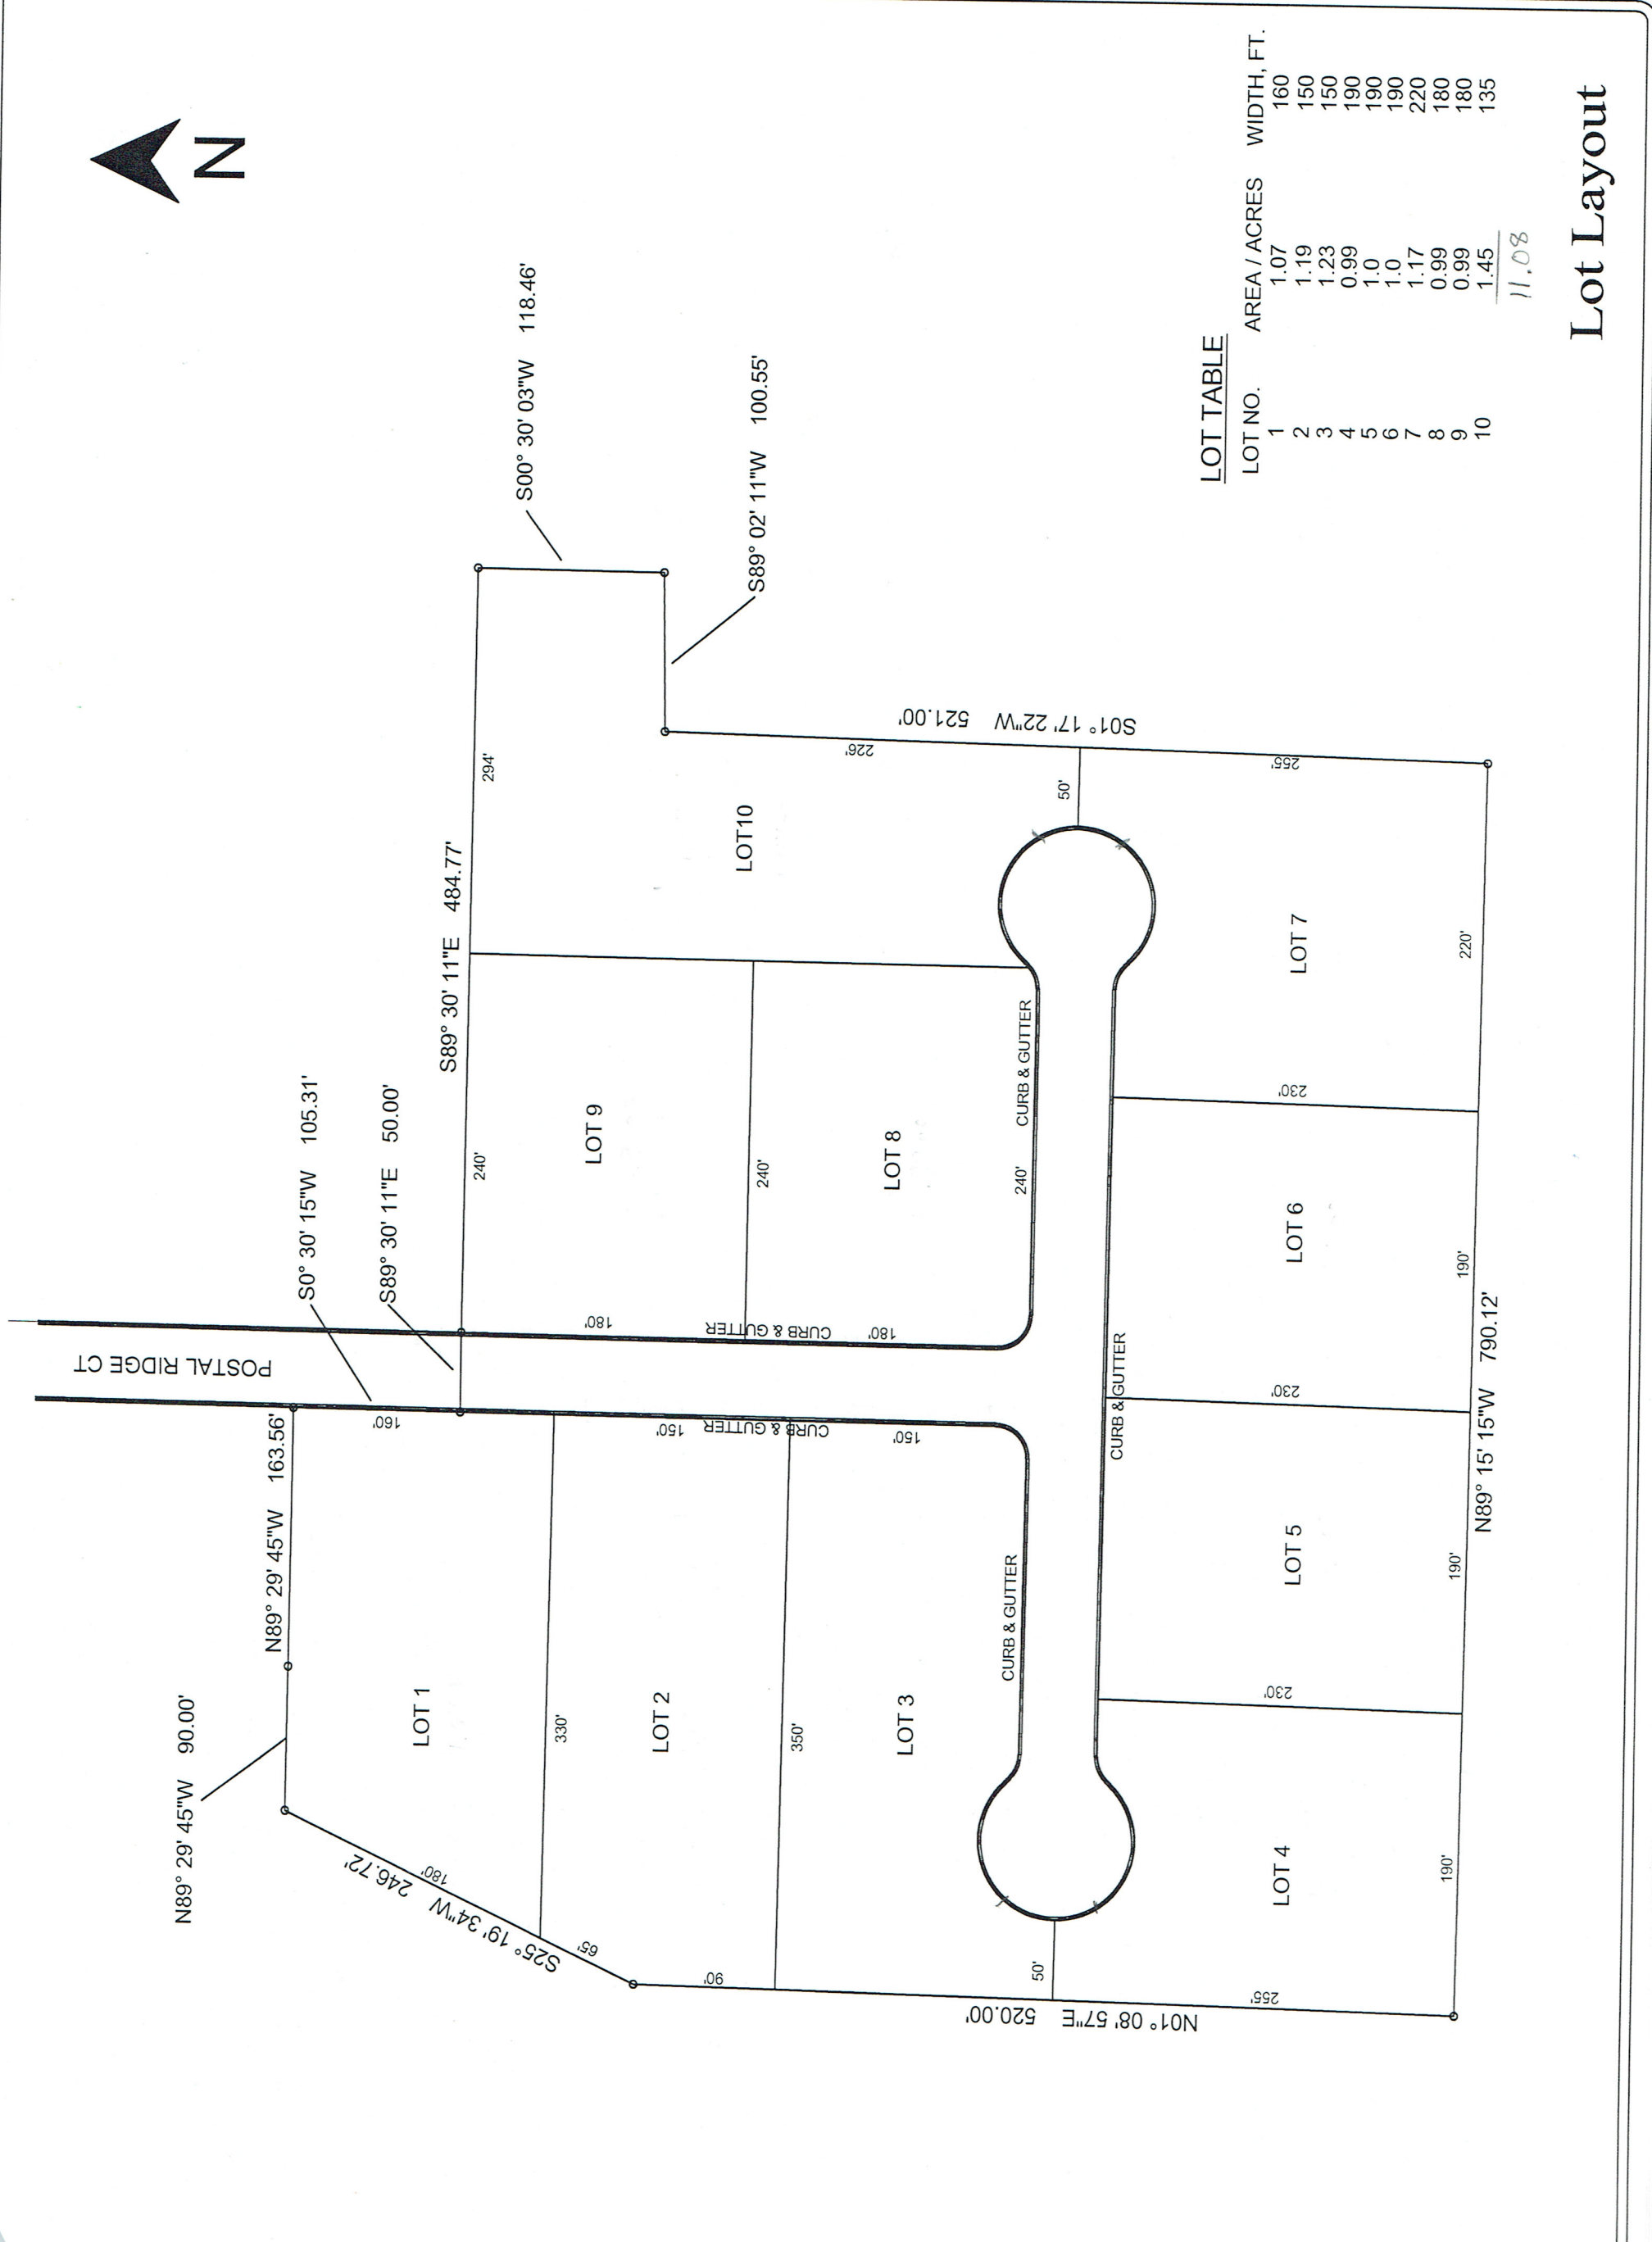 N
POSTAL RIDGE CT
N89° 29' 45"W 90.00'
N89° 29' 45"W 163.56'
S0° 30' 15"W 105.31'
S89° 30' 11"E 50.00'
S89° 30' 11"E 484.77'
S00° 30' 03"W 118.46'
S89° 02' 11"W 100.55'
S25° 19' 34"W 246.72'
180'
65'
LOT 1
160'
330'
LOT 2
150'
90'
350'
LOT 3
150'
CURB & GUTTER
CURB & GUTTER
240'
LOT 9
180'
240'
CURB & GUTTER
LOT 8
180'
240'
CURB & GUTTER
294'
LOT10
226'
S01° 17' 22"W 521.00'
50'
255'
N01° 08' 57"E 520.00'
50'
255'
LOT 4
190'
230'
LOT 5
190'
230'
CURB & GUTTER
LOT 6
190'
230'
LOT 7
220'
N89° 15' 15"W 790.12'
LOT TABLE
LOT NO. AREA / ACRES WIDTH, FT.
1 1.07 160
2 1.19 150
3 1.23 150
4 0.99 190
5 1.0 190
6 1.0 190
7 1.17 220
8 0.99 180
9 0.99 180
10 1.45 135
11.08
Lot Layout